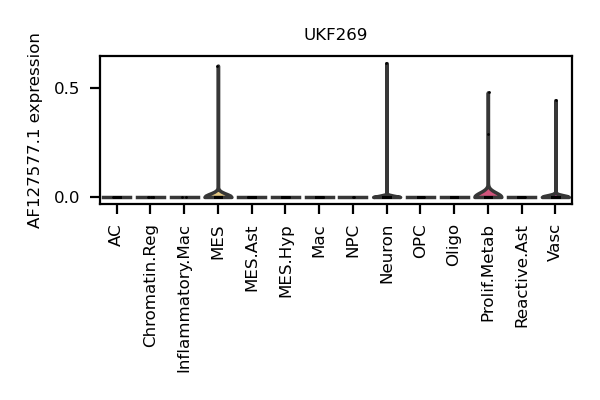 UKF269
AF127577.1 expression
0.5
0.0
AC
Chromatin.Reg
Inflammatory.Mac
MES
MES.Ast
MES.Hyp
Mac
NPC
Neuron
OPC
Oligo
Prolif.Metab
Reactive.Ast
Vasc